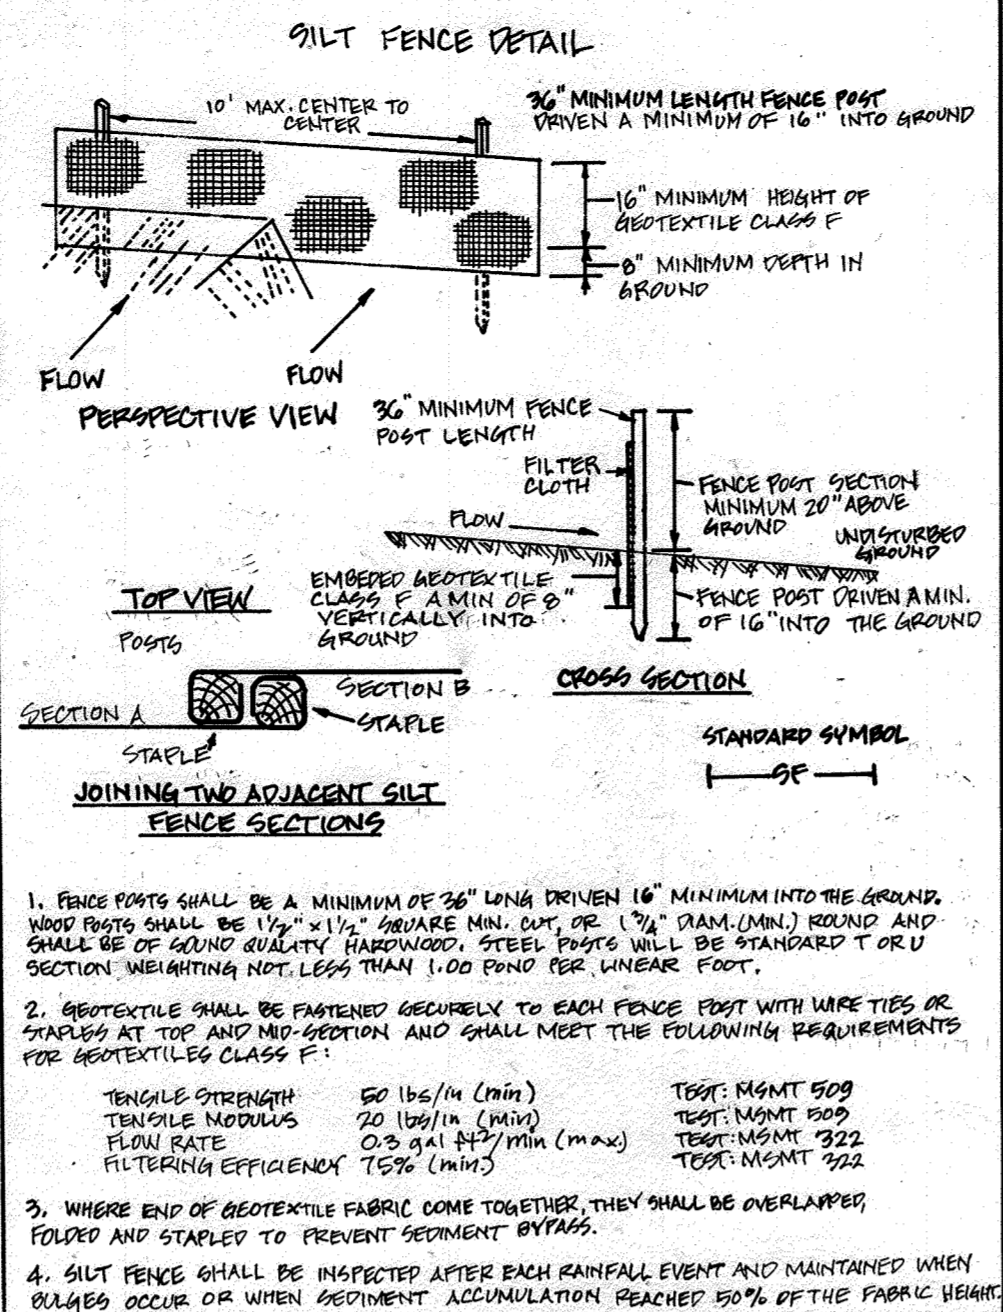 SILT FENCE DETAIL
10' MAX. CENTER TO
CENTER
36" MINIMUM LENGTH FENCE POST
DRIVEN A MINIMUM OF 16" INTO GROUND
16" MINIMUM HEIGHT OF
GEOTEXTILE CLASS F
8" MINIMUM DEPTH IN
GROUND
FLOW
FLOW
PERSPECTIVE VIEW
36" MINIMUM FENCE
POST LENGTH
FILTER
CLOTH
FLOW
FENCE POST SECTION
MINIMUM 20" ABOVE
GROUND
UNDISTURBED
GROUND
EMBEDED GEOTEXTILE
CLASS F A MIN OF 8"
VERTICALLY INTO
GROUND
FENCE POST DRIVEN A MIN.
OF 16" INTO THE GROUND
CROSS SECTION
TOP VIEW
POSTS
SECTION A
SECTION B
STAPLE
STAPLE
JOINING TWO ADJACENT SILT
FENCE SECTIONS
STANDARD SYMBOL
SF
1. FENCE POSTS SHALL BE A MINIMUM OF 36" LONG DRIVEN 16" MINIMUM INTO THE GROUND.
WOOD POSTS SHALL BE 1 1/2" x 1 1/2" SQUARE MIN. CUT, OR 1 3/4" DIAM. (MIN.) ROUND AND
SHALL BE OF SOUND QUALITY HARDWOOD. STEEL POSTS WILL BE STANDARD T OR U
SECTION WEIGHTING NOT LESS THAN 1.00 POND PER LINEAR FOOT.
2. GEOTEXTILE SHALL BE FASTENED SECURELY TO EACH FENCE POST WITH WIRE TIES OR
STAPLES AT TOP AND MID-SECTION AND SHALL MEET THE FOLLOWING REQUIREMENTS
FOR GEOTEXTILES CLASS F:
TENSILE STRENGTH 50 lbs/in (min) TEST: MSMT 509
TENSILE MODULUS 20 lbs/in (min) TEST: MSMT 509
FLOW RATE 0.3 gal ft²/min (max.) TEST: MSMT 322
FILTERING EFFICIENCY 75% (min.) TEST: MSMT 322
3. WHERE END OF GEOTEXTILE FABRIC COME TOGETHER, THEY SHALL BE OVERLAPPED,
FOLDED AND STAPLED TO PREVENT SEDIMENT BYPASS.
4. SILT FENCE SHALL BE INSPECTED AFTER EACH RAINFALL EVENT AND MAINTAINED WHEN
BULGES OCCUR OR WHEN SEDIMENT ACCUMULATION REACHED 50% OF THE FABRIC HEIGHT.